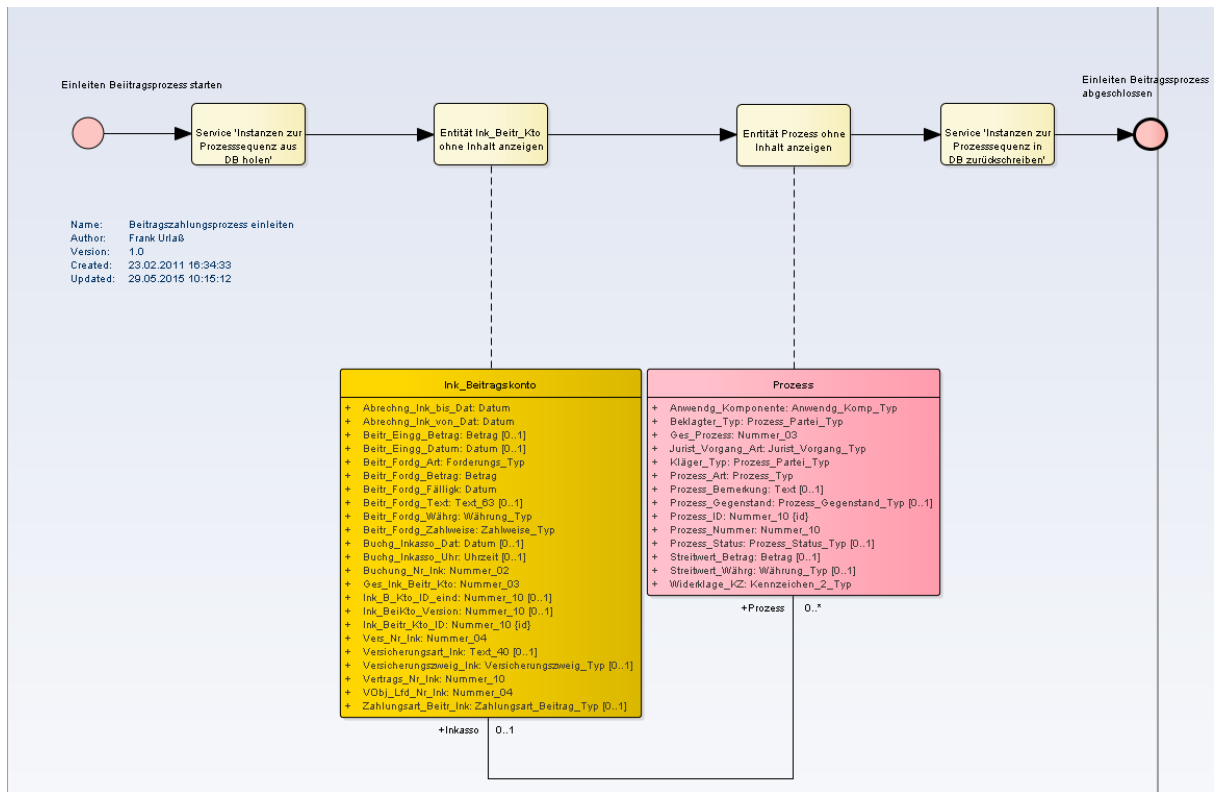 Einleiten Beiitragsprozess starten
Einleiten Beitragssprozess
abgeschlossen
Service 'Instanzen zur
Prozesssequenz aus
DB holen'
Entität Ink_Beitr_Kto
ohne Inhalt anzeigen
Enrtität Prozess ohne
Inhalt anzeigen
Service 'Instanzen zur
Prozesssequenz in
DB zurückschreiben'
Name: Beitragszahlungsprozess einleiten
Author: Frank Urlaß
Version: 1.0
Created: 23.02.2011 16:34:33
Updated: 29.05.2015 10:15:12
Ink_Beitragskonto
+ Abrechng_Ink_bis_Dat: Datum
+ Abrechng_Ink_von_Dat: Datum
+ Beitr_Eingg_Betrag: Betrag [0..1]
+ Beitr_Eingg_Datum: Datum [0..1]
+ Beitr_Fordg_Art: Forderungs_Typ
+ Beitr_Fordg_Betrag: Betrag
+ Beitr_Fordg_Fälligk: Datum
+ Beitr_Fordg_Text: Text_63 [0..1]
+ Beitr_Fordg_Währg: Währung_Typ
+ Beitr_Fordg_Zahlweise: Zahlweise_Typ
+ Buchg_Inkasso_Dat: Datum [0..1]
+ Buchg_Inkasso_Uhr: Uhrzeit [0..1]
+ Buchung_Nr_Ink: Nummer_02
+ Ges_Ink_Beitr_Kto: Nummer_03
+ Ink_B_Kto_ID_eind: Nummer_10 [0..1]
+ Ink_BeiKto_Version: Nummer_10 [0..1]
+ Ink_Beitr_Kto_ID: Nummer_10 {id}
+ Vers_Nr_Ink: Nummer_04
+ Versicherungsart_Ink: Text_40 [0..1]
+ Versicherungszweig_Ink: Versicherungszweig_Typ [0..1]
+ Vertrags_Nr_Ink: Nummer_10
+ VObj_Lfd_Nr_Ink: Nummer_04
+ Zahlungsart_Beitr_Ink: Zahlungsart_Beitrag_Typ [0..1]
Prozess
+ Anwendg_Komponente: Anwendg_Komp_Typ
+ Beklagter_Typ: Prozess_Partei_Typ
+ Ges_Prozess: Nummer_03
+ Jurist_Vorgang_Art: Jurist_Vorgang_Typ
+ Kläger_Typ: Prozess_Partei_Typ
+ Prozess_Art: Prozess_Typ
+ Prozess_Bemerkung: Text [0..1]
+ Prozess_Gegenstand: Prozess_Gegenstand_Typ [0..1]
+ Prozess_ID: Nummer_10 {id}
+ Prozess_Nummer: Nummer_10
+ Prozess_Status: Prozess_Status_Typ [0..1]
+ Streitwert_Betrag: Betrag [0..1]
+ Streitwert_Währg: Währung_Typ [0..1]
+ Widerklage_KZ: Kennzeichen_2_Typ
+Prozess 0..*
+Inkasso 0..1